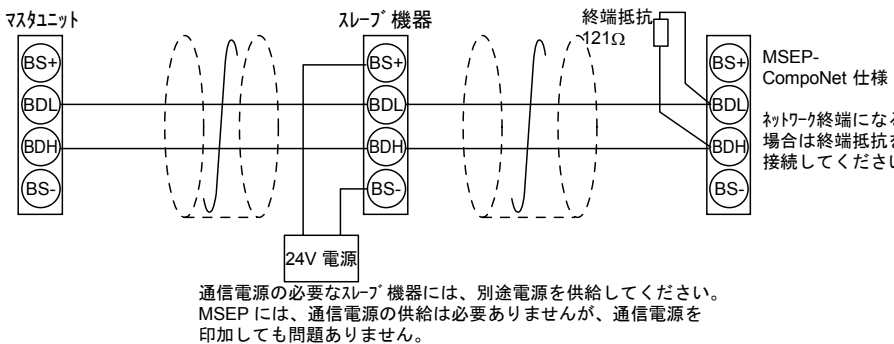 マスタユニット
スレーブ機器
終端抵抗
121Ω
BS+
BDL
BDH
BS-
BS+
BDL
BDH
BS-
BS+
BDL
BDH
BS-
MSEP-
CompoNet 仕様
ネットワーク終端になる
場合は終端抵抗を
接続してください
24V 電源
通信電源の必要なスレーブ機器には、別途電源を供給してください。
MSEP には、通信電源の供給は必要ありませんが、通信電源を
印加しても問題ありません。